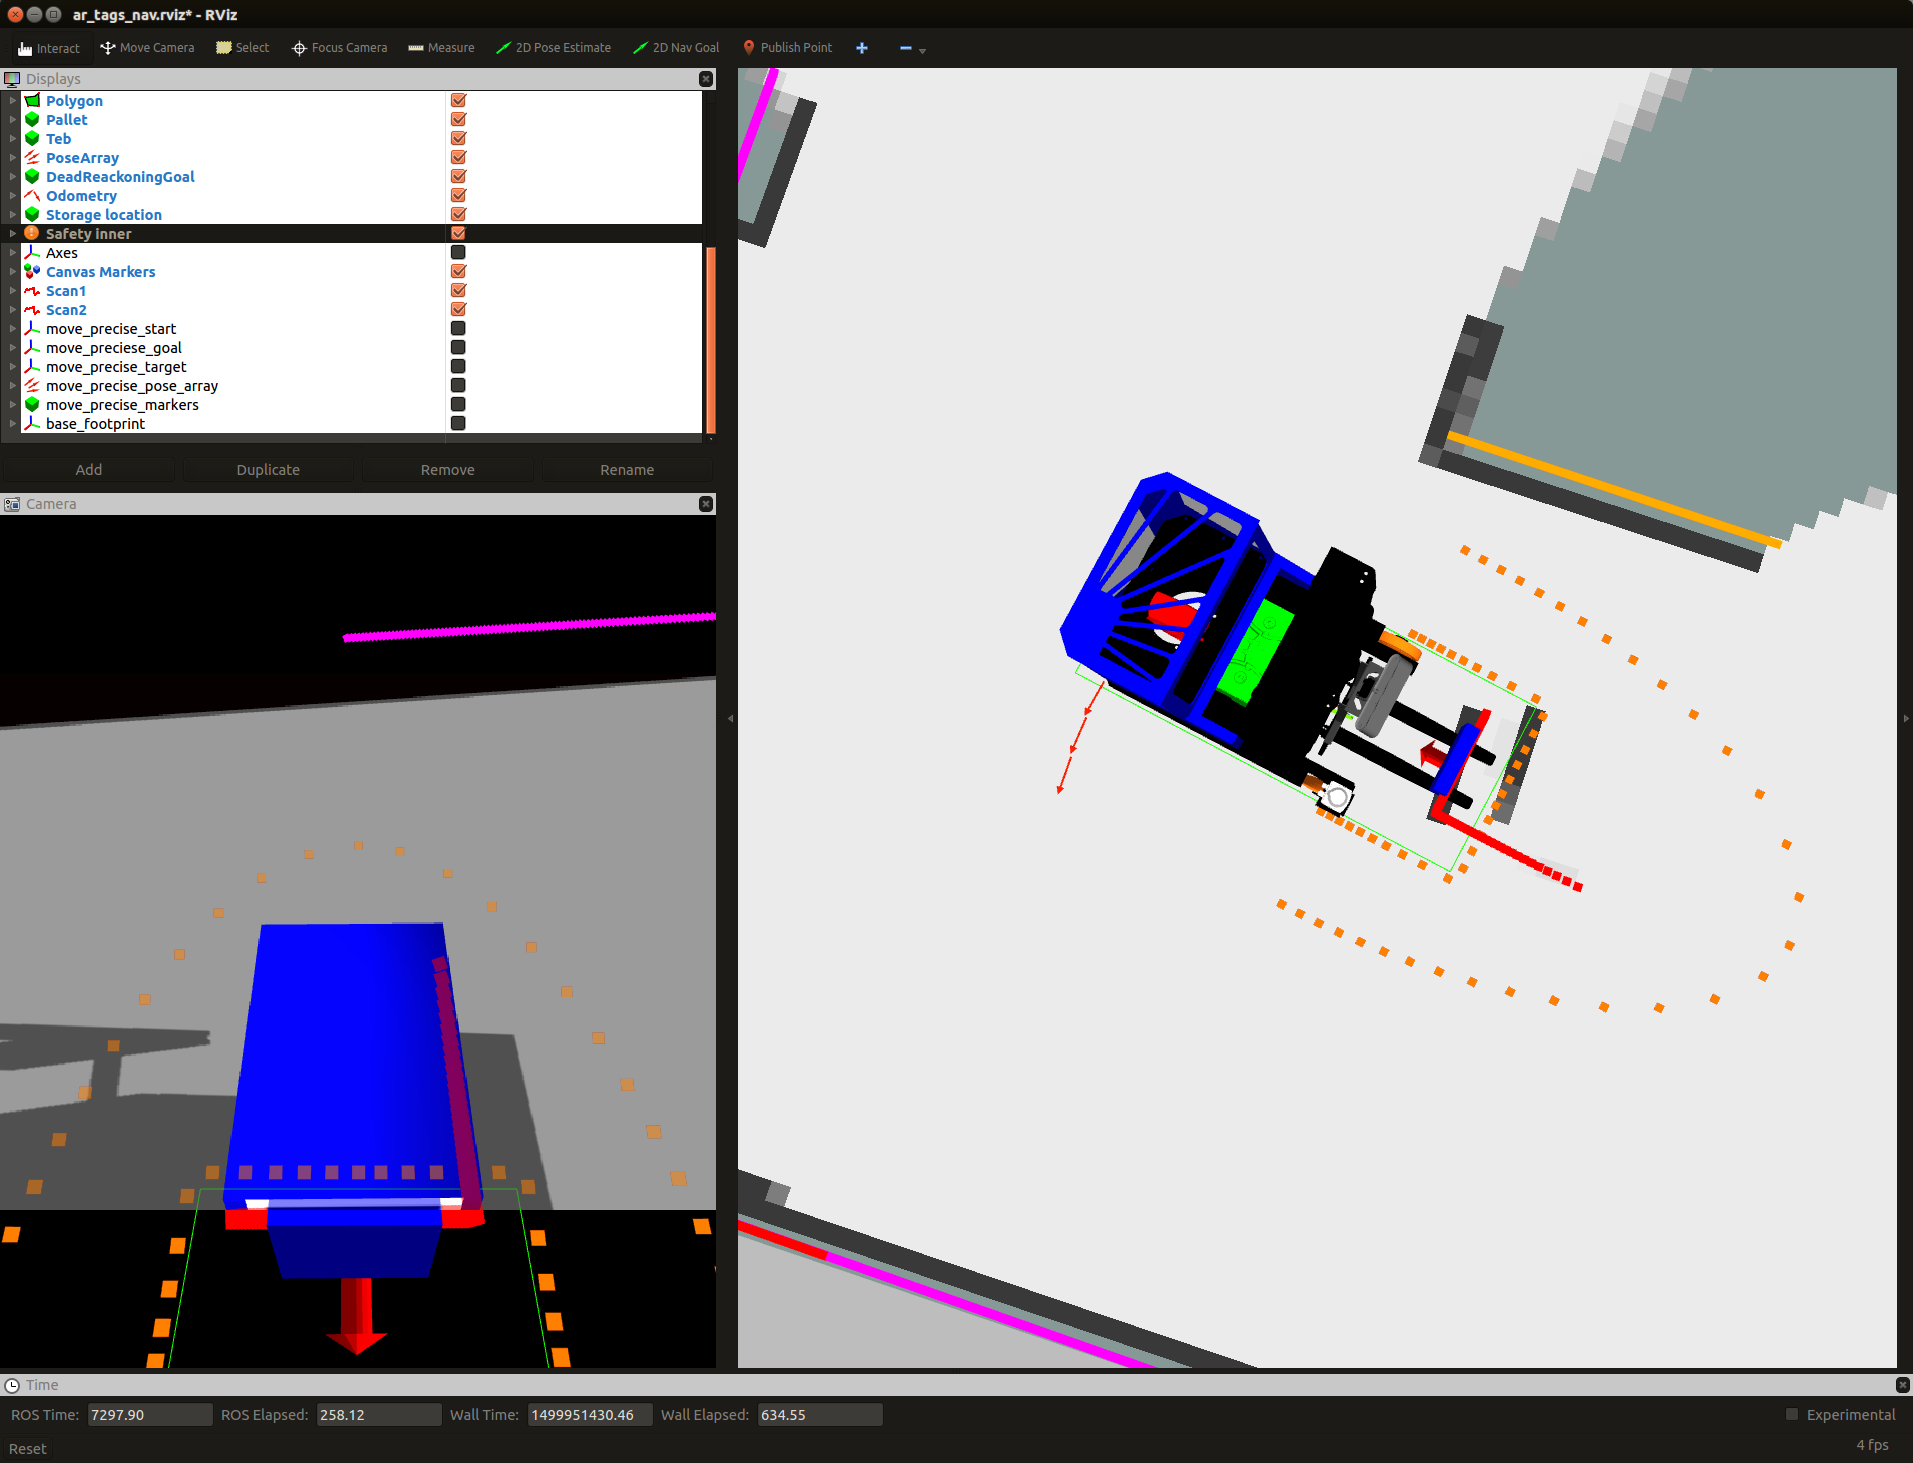 ar_tags_nav.rviz* - RViz
Interact Move Camera Select Focus Camera Measure 2D Pose Estimate 2D Nav Goal Publish Point
Displays
Polygon
Pallet
Teb
PoseArray
DeadReackoningGoal
Odometry
Storage location
Safety inner
Axes
Canvas Markers
Scan1
Scan2
move_precise_start
move_preciese_goal
move_precise_target
move_precise_pose_array
move_precise_markers
base_footprint
Add Duplicate Remove Rename
Camera
Time
ROS Time: 7297.90 ROS Elapsed: 258.12 Wall Time: 1499951430.46 Wall Elapsed: 634.55 Experimental
Reset 4 fps